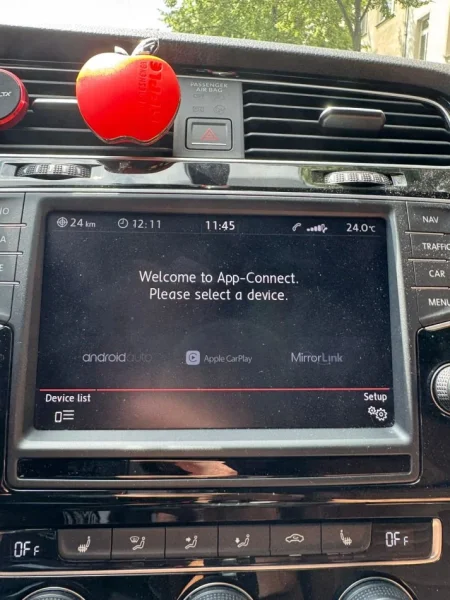 PASSENGER
AIR BAG
24 km 12:11 11:45 24.0°C
Welcome to App-Connect.
Please select a device.
androidauto Apple CarPlay MirrorLink
Device list Setup
NAV
TRAFFIC
CAR
MENU
OFF OFF